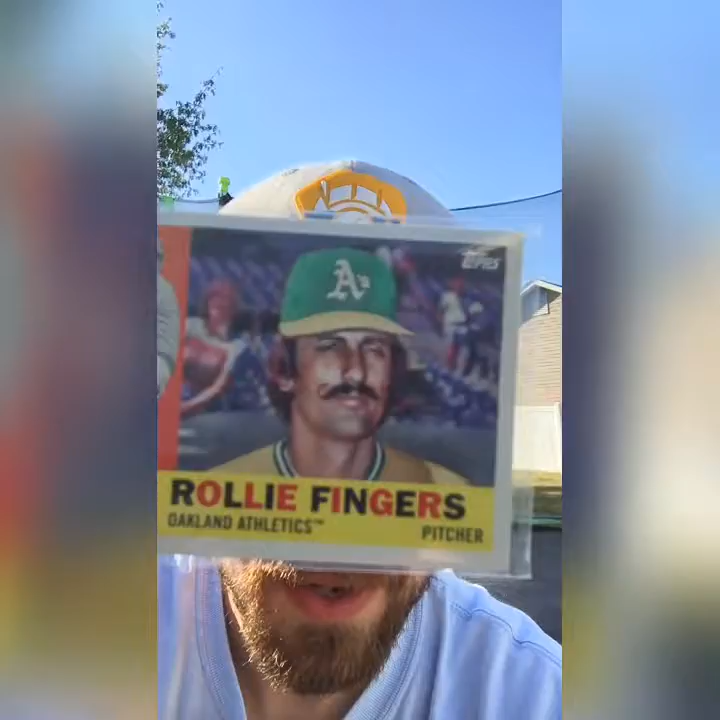 Topps
A's
ROLLIE FINGERS
OAKLAND ATHLETICS™
PITCHER